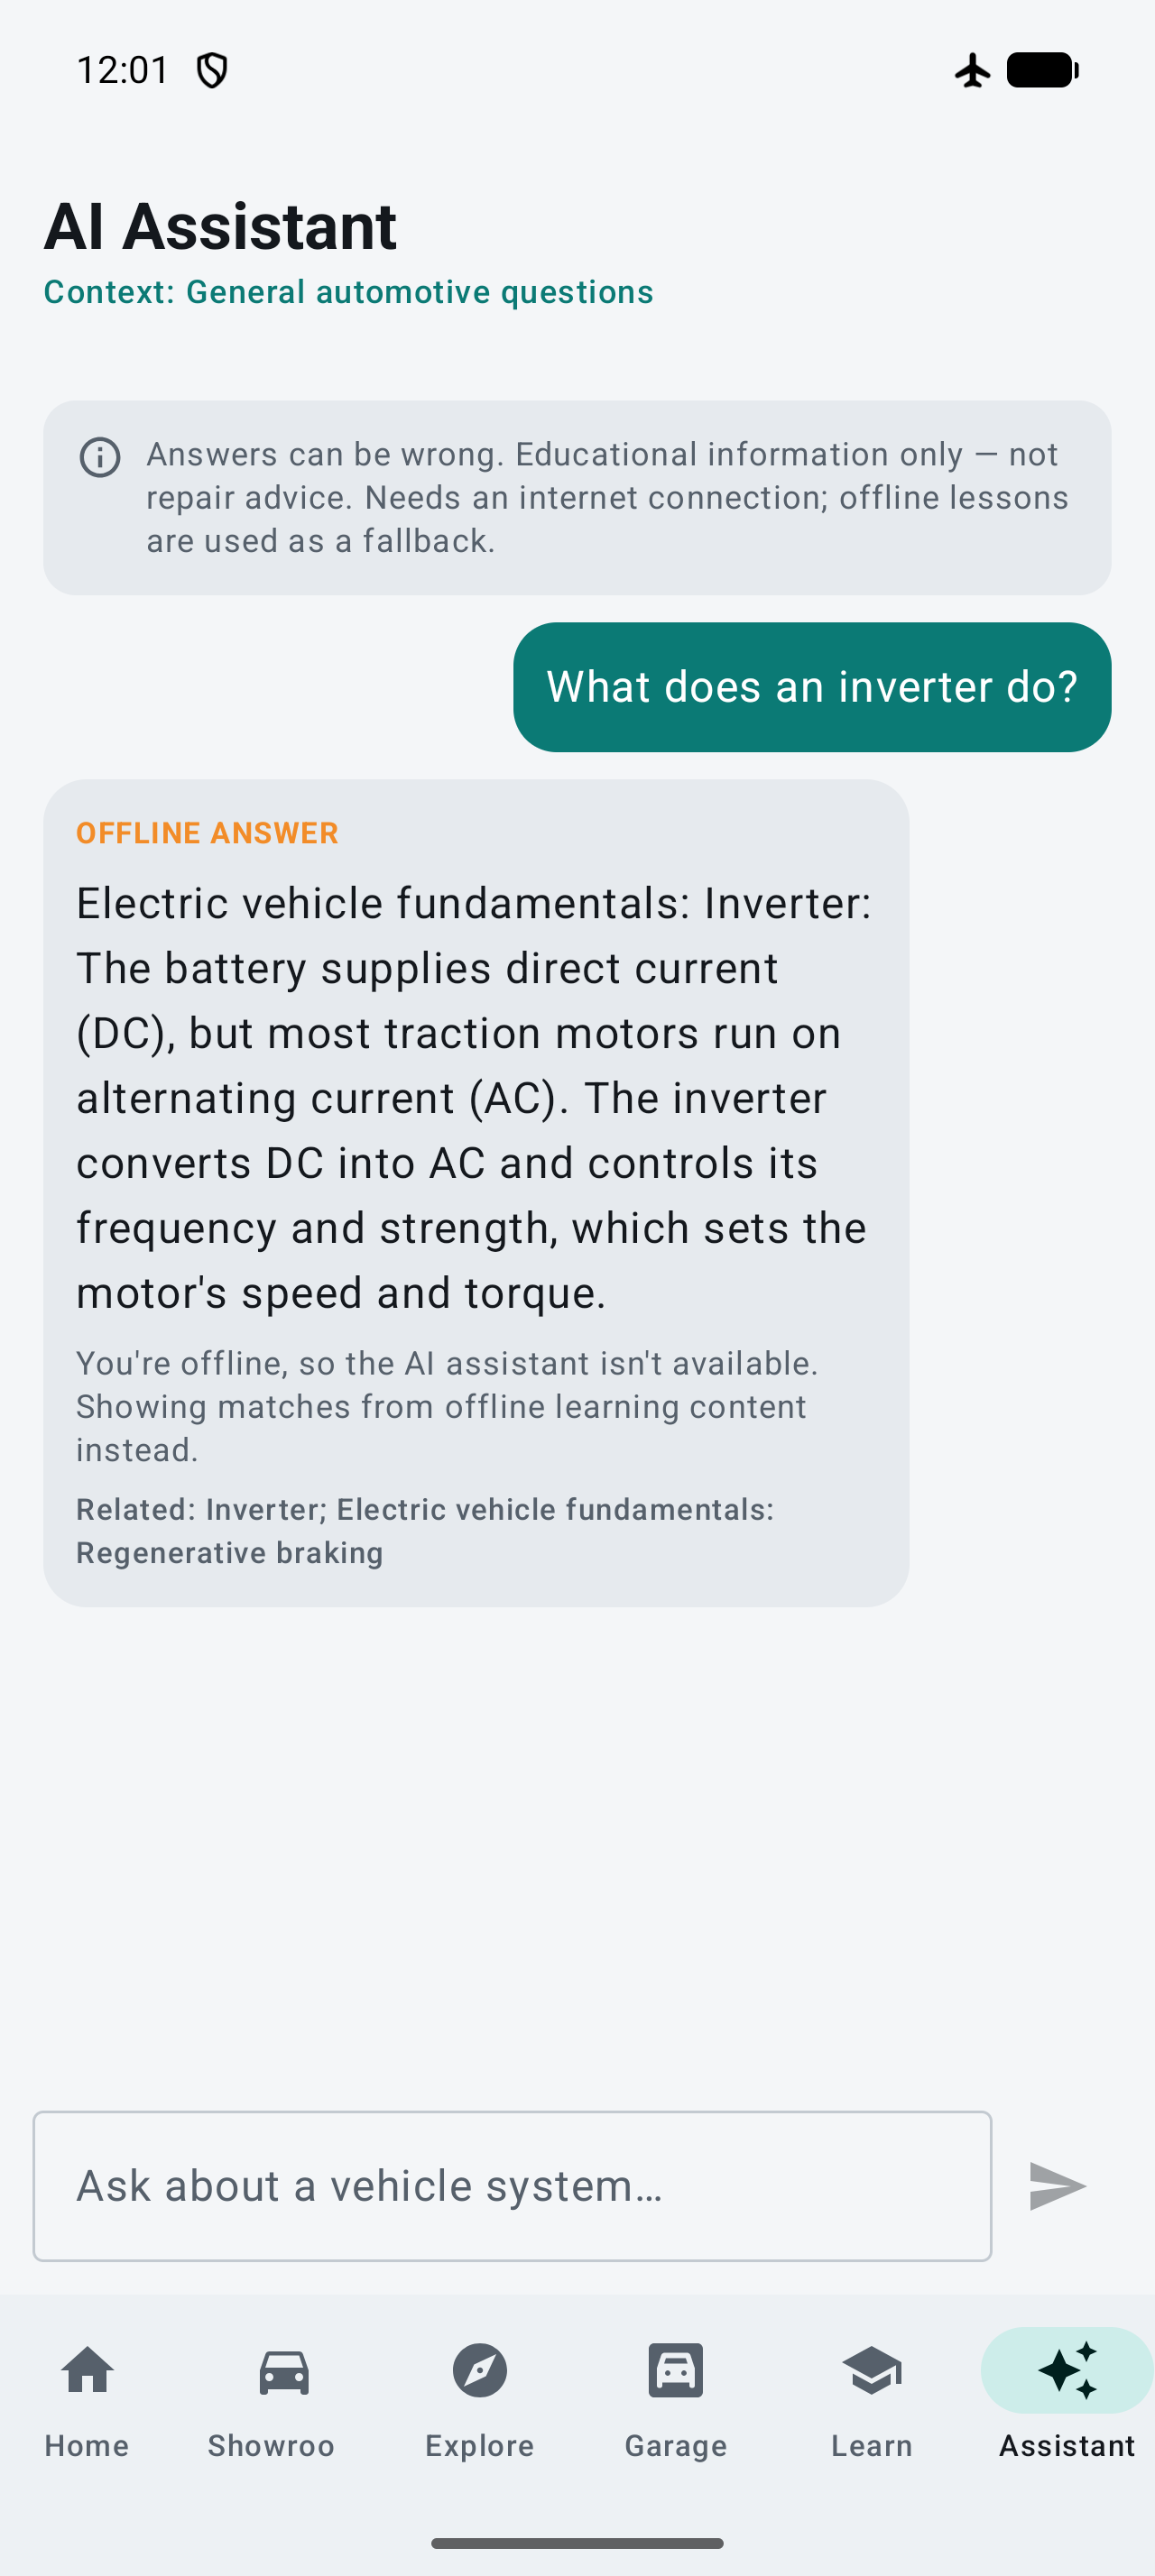 12:01
AI Assistant
Context: General automotive questions
Answers can be wrong. Educational information only — not
repair advice. Needs an internet connection; offline lessons
are used as a fallback.
What does an inverter do?
OFFLINE ANSWER
Electric vehicle fundamentals: Inverter:
The battery supplies direct current
(DC), but most traction motors run on
alternating current (AC). The inverter
converts DC into AC and controls its
frequency and strength, which sets the
motor's speed and torque.
You're offline, so the AI assistant isn't available.
Showing matches from offline learning content
instead.
Related: Inverter; Electric vehicle fundamentals:
Regenerative braking
Ask about a vehicle system…
Home
Showroo
Explore
Garage
Learn
Assistant